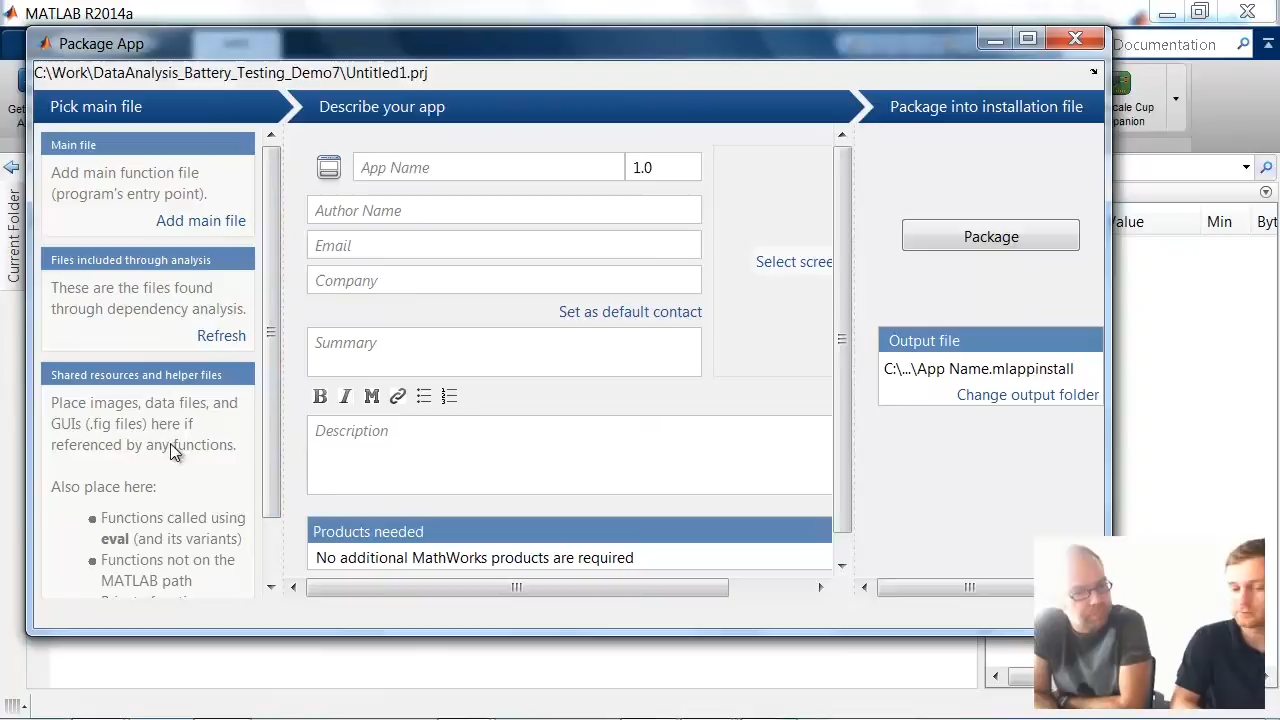 MATLAB R2014a
Package App
Documentation
C:\Work\DataAnalysis_Battery_Testing_Demo7\Untitled1.prj
Pick main file
Describe your app
Package into installation file
Main file
Add main function file
(program's entry point).
Add main file
Files included through analysis
These are the files found
through dependency analysis.
Refresh
Shared resources and helper files
Place images, data files, and
GUIs (.fig files) here if
referenced by any functions.
Also place here:
Functions called using
eval (and its variants)
Functions not on the
MATLAB path
App Name
1.0
Author Name
Email
Company
Set as default contact
Summary
B I M
Description
Select scree
Products needed
No additional MathWorks products are required
Package
Output file
C:\...\App Name.mlappinstall
Change output folder
Current Folder
Get
A
cale Cup
panion
Value
Min
Byt